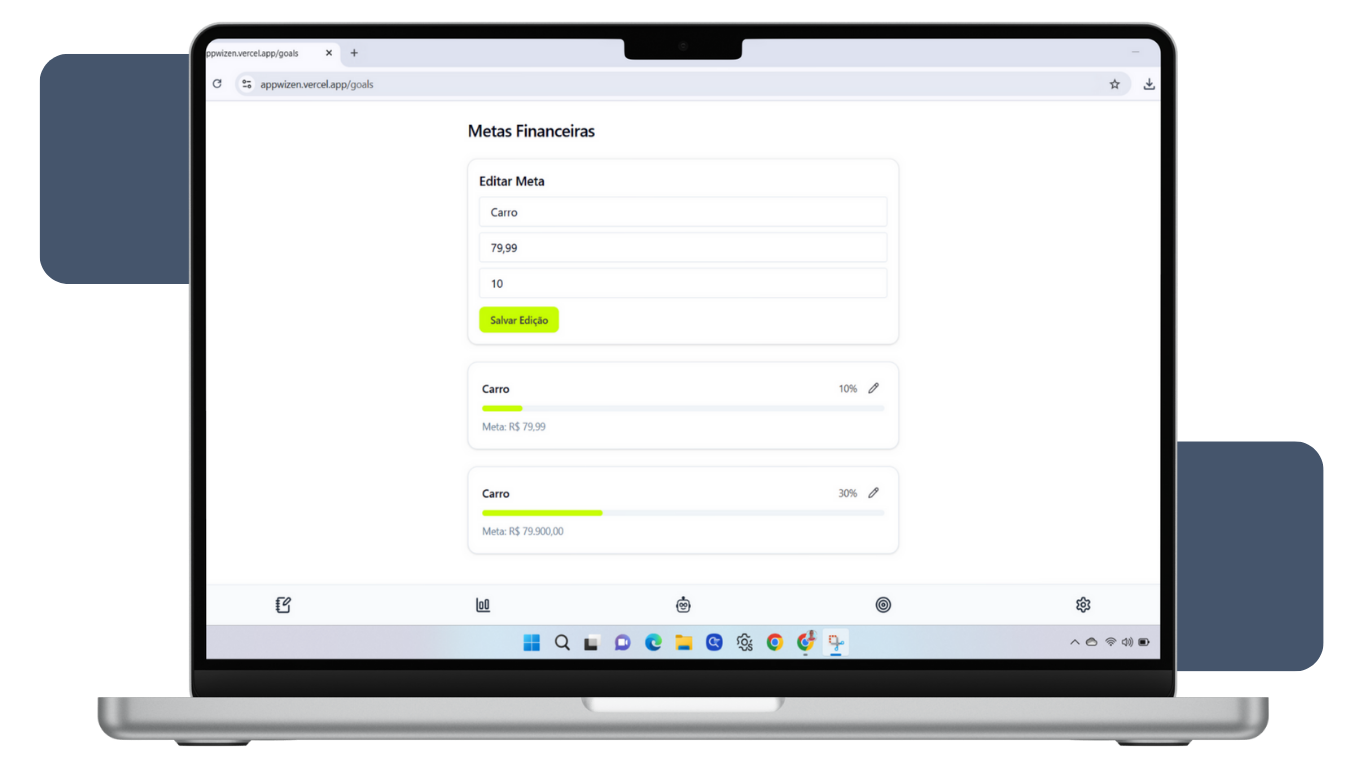 ppwizen.vercel.app/goals
appwizen.vercel.app/goals
Metas Financeiras
Editar Meta
Carro
79,99
10
Salvar Edição
Carro
10%
Meta: R$ 79,99
Carro
30%
Meta: R$ 79.900,00